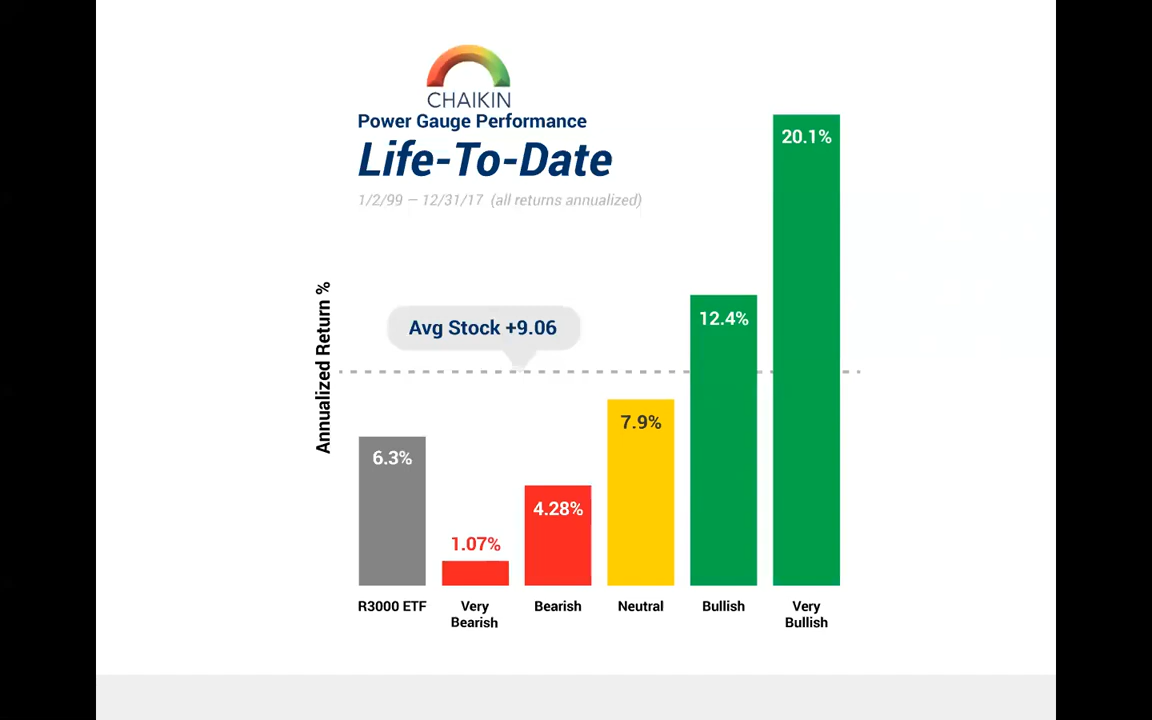 CHAIKIN
Power Gauge Performance
Life-To-Date
1/2/99 — 12/31/17 (all returns annualized)
Annualized Return %
Avg Stock +9.06
6.3%
1.07%
4.28%
7.9%
12.4%
20.1%
R3000 ETF
Very
Bearish
Bearish
Neutral
Bullish
Very
Bullish